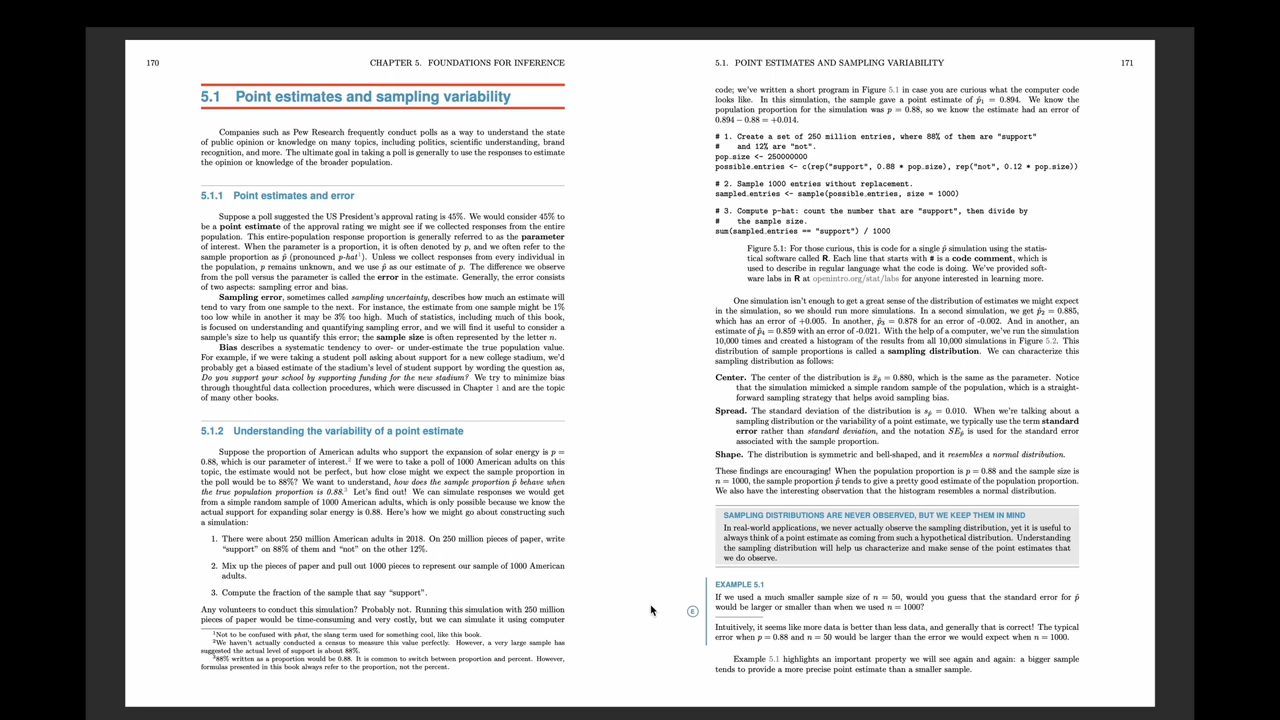 170
CHAPTER 5. FOUNDATIONS FOR INFERENCE
5.1 Point estimates and sampling variability
Companies such as Pew Research frequently conduct polls as a way to understand the state
of public opinion or knowledge on many topics, including politics, scientific understanding, brand
recognition, and more. The ultimate goal in taking a poll is generally to use the responses to estimate
the opinion or knowledge of the broader population.
5.1.1 Point estimates and error
Suppose a poll suggested the US President's approval rating is 45%. We would consider 45% to
be a point estimate of the approval rating we might see if we collected responses from the entire
population. This entire-population response proportion is generally referred to as the parameter
of interest. When the parameter is a proportion, it is often denoted by p, and we often refer to the
sample proportion as p̂ (pronounced p-hat¹). Unless we collect responses from every individual in
the population, p remains unknown, and we use p̂ as our estimate of p. The difference we observe
from the poll versus the parameter is called the error in the estimate. Generally, the error consists
of two aspects: sampling error and bias.
Sampling error, sometimes called sampling uncertainty, describes how much an estimate will
tend to vary from one sample to the next. For instance, the estimate from one sample might be 1%
too low while in another it may be 3% too high. Much of statistics, including much of this book,
is focused on understanding and quantifying sampling error, and we will find it useful to consider a
sample's size to help us quantify this error; the sample size is often represented by the letter n.
Bias describes a systematic tendency to over- or under-estimate the true population value.
For example, if we were taking a student poll asking about support for a new college stadium, we'd
probably get a biased estimate of the stadium's level of student support by wording the question as,
Do you support your school by supporting funding for the new stadium? We try to minimize bias
through thoughtful data collection procedures, which were discussed in Chapter 1 and are the topic
of many other books.
5.1.2 Understanding the variability of a point estimate
Suppose the proportion of American adults who support the expansion of solar energy is p =
0.88, which is our parameter of interest.² If we were to take a poll of 1000 American adults on this
topic, the estimate would not be perfect, but how close might we expect the sample proportion in
the poll would be to 88%? We want to understand, how does the sample proportion p̂ behave when
the true population proportion is 0.88.³ Let's find out! We can simulate responses we would get
from a simple random sample of 1000 American adults, which is only possible because we know the
actual support for expanding solar energy is 0.88. Here's how we might go about constructing such
a simulation:
1. There were about 250 million American adults in 2018. On 250 million pieces of paper, write
"support" on 88% of them and "not" on the other 12%.
2. Mix up the pieces of paper and pull out 1000 pieces to represent our sample of 1000 American
adults.
3. Compute the fraction of the sample that say "support".
Any volunteers to conduct this simulation? Probably not. Running this simulation with 250 million
pieces of paper would be time-consuming and very costly, but we can simulate it using computer
¹Not to be confused with phat, the slang term used for something cool, like this book.
²We haven't actually conducted a census to measure this value perfectly. However, a very large sample has
suggested the actual level of support is about 88%.
³88% written as a proportion would be 0.88. It is common to switch between proportion and percent. However,
formulas presented in this book always refer to the proportion, not the percent.
5.1. POINT ESTIMATES AND SAMPLING VARIABILITY
171
code; we've written a short program in Figure 5.1 in case you are curious what the computer code
looks like. In this simulation, the sample gave a point estimate of p̂₁ = 0.894. We know the
population proportion for the simulation was p = 0.88, so we know the estimate had an error of
0.894 − 0.88 = +0.014.
# 1. Create a set of 250 million entries, where 88% of them are "support"
# and 12% are "not".
pop_size <- 250000000
possible_entries <- c(rep("support", 0.88 * pop_size), rep("not", 0.12 * pop_size))
# 2. Sample 1000 entries without replacement.
sampled_entries <- sample(possible_entries, size = 1000)
# 3. Compute p-hat: count the number that are "support", then divide by
# the sample size.
sum(sampled_entries == "support") / 1000
Figure 5.1: For those curious, this is code for a single p̂ simulation using the statis-
tical software called R. Each line that starts with # is a code comment, which is
used to describe in regular language what the code is doing. We've provided soft-
ware labs in R at openintro.org/stat/labs for anyone interested in learning more.
One simulation isn't enough to get a great sense of the distribution of estimates we might expect
in the simulation, so we should run more simulations. In a second simulation, we get p̂₂ = 0.885,
which has an error of +0.005. In another, p̂₃ = 0.878 for an error of -0.002. And in another, an
estimate of p̂₄ = 0.859 with an error of -0.021. With the help of a computer, we've run the simulation
10,000 times and created a histogram of the results from all 10,000 simulations in Figure 5.2. This
distribution of sample proportions is called a sampling distribution. We can characterize this
sampling distribution as follows:
Center. The center of the distribution is x̄p̂ = 0.880, which is the same as the parameter. Notice
that the simulation mimicked a simple random sample of the population, which is a straight-
forward sampling strategy that helps avoid sampling bias.
Spread. The standard deviation of the distribution is sp̂ = 0.010. When we're talking about a
sampling distribution or the variability of a point estimate, we typically use the term standard
error rather than standard deviation, and the notation SEp̂ is used for the standard error
associated with the sample proportion.
Shape. The distribution is symmetric and bell-shaped, and it resembles a normal distribution.
These findings are encouraging! When the population proportion is p = 0.88 and the sample size is
n = 1000, the sample proportion p̂ tends to give a pretty good estimate of the population proportion.
We also have the interesting observation that the histogram resembles a normal distribution.
SAMPLING DISTRIBUTIONS ARE NEVER OBSERVED, BUT WE KEEP THEM IN MIND
In real-world applications, we never actually observe the sampling distribution, yet it is useful to
always think of a point estimate as coming from such a hypothetical distribution. Understanding
the sampling distribution will help us characterize and make sense of the point estimates that
we do observe.
EXAMPLE 5.1
If we used a much smaller sample size of n = 50, would you guess that the standard error for p̂
would be larger or smaller than when we used n = 1000?
E
Intuitively, it seems like more data is better than less data, and generally that is correct! The typical
error when p = 0.88 and n = 50 would be larger than the error we would expect when n = 1000.
Example 5.1 highlights an important property we will see again and again: a bigger sample
tends to provide a more precise point estimate than a smaller sample.